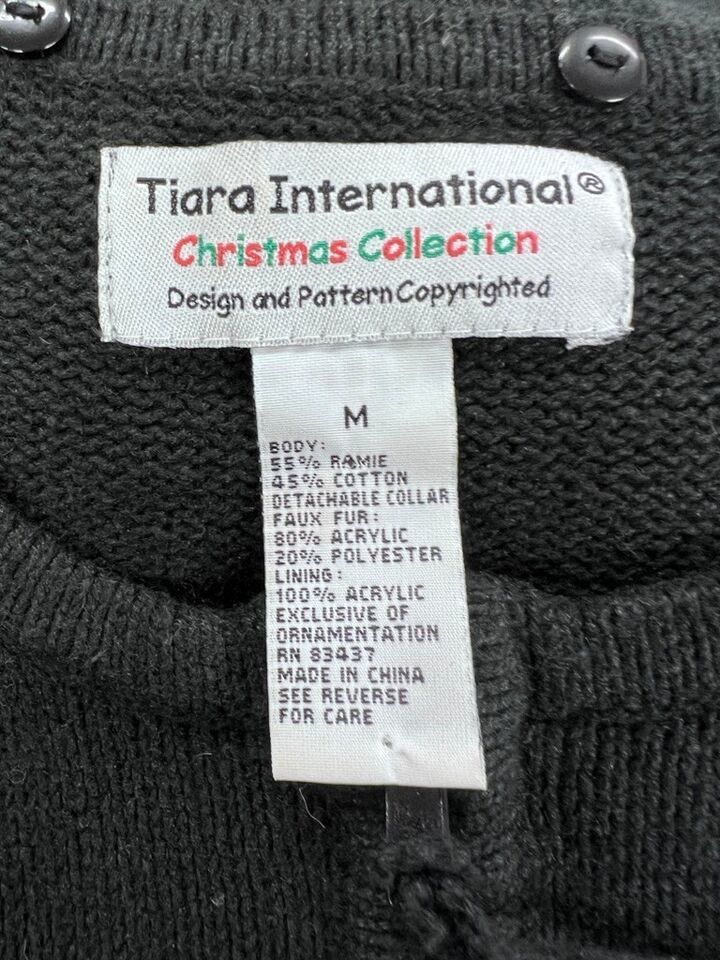 Tiara International®
Christmas Collection
Design and Pattern Copyrighted
M
BODY:
55% RAMIE
45% COTTON
DETACHABLE COLLAR
FAUX FUR:
80% ACRYLIC
20% POLYESTER
LINING:
100% ACRYLIC
EXCLUSIVE OF
ORNAMENTATION
RN 83437
MADE IN CHINA
SEE REVERSE
FOR CARE